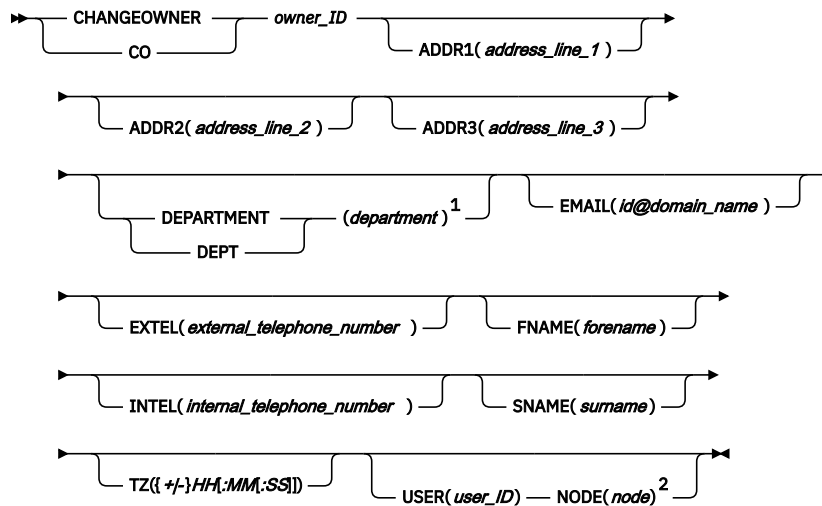 CHANGEOWNER owner_ID
CO ADDR1( address_line_1 )
ADDR2( address_line_2 ) ADDR3( address_line_3 )
DEPARTMENT (department )1 EMAIL( id@domain_name )
DEPT
EXTEL( external_telephone_number ) FNAME( forename )
INTEL( internal_telephone_number ) SNAME( surname )
TZ({ +/-}HH[:MM[:SS]]) USER( user_ID) NODE( node)2